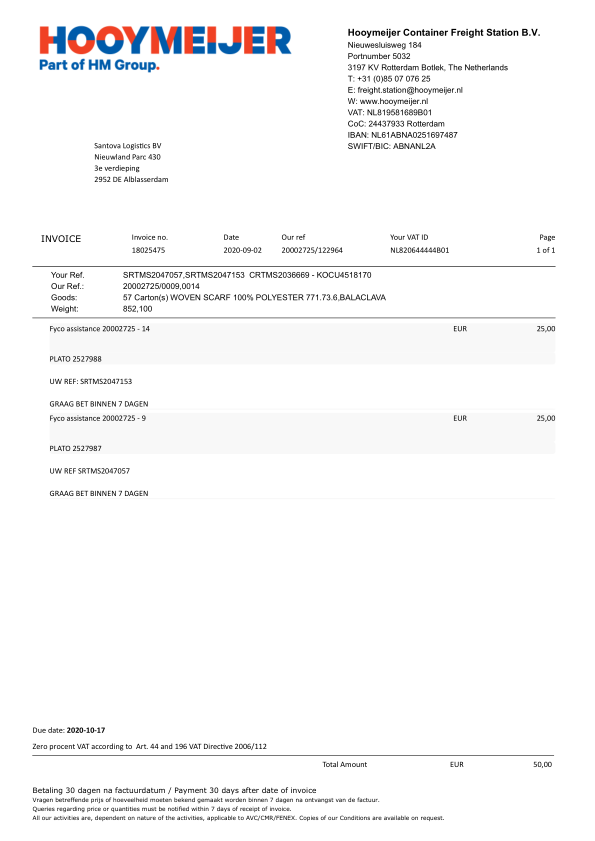 HOOYMEIJER
Part of HM Group.
Hooymeijer Container Freight Station B.V.
Nieuwesluisweg 184
Portnumber 5032
3197 KV Rotterdam Botlek, The Netherlands
T: +31 (0)85 07 076 25
E: freight.station@hooymeijer.nl
W: www.hooymeijer.nl
VAT: NL819581689B01
CoC: 24437933 Rotterdam
IBAN: NL61ABNA0251697487
SWIFT/BIC: ABNANL2A
Santova Logistics BV
Nieuwland Parc 430
3e verdieping
2952 DE Alblasserdam
INVOICE Invoice no. Date Our ref Your VAT ID Page
18025475 2020-09-02 20002725/122964 NL820644444B01 1 of 1
Your Ref. SRTMS2047057,SRTMS2047153 CRTMS2036669 - KOCU4518170
Our Ref.: 20002725/0009,0014
Goods: 57 Carton(s) WOVEN SCARF 100% POLYESTER 771.73.6,BALACLAVA
Weight: 852,100
Fyco assistance 20002725 - 14 EUR 25,00
PLATO 2527988
UW REF: SRTMS2047153
GRAAG BET BINNEN 7 DAGEN
Fyco assistance 20002725 - 9 EUR 25,00
PLATO 2527987
UW REF SRTMS2047057
GRAAG BET BINNEN 7 DAGEN
Due date: 2020-10-17
Zero procent VAT according to Art. 44 and 196 VAT Directive 2006/112
Total Amount EUR 50,00
Betaling 30 dagen na factuurdatum / Payment 30 days after date of invoice
Vragen betreffende prijs of hoeveelheid moeten bekend gemaakt worden binnen 7 dagen na ontvangst van de factuur.
Queries regarding price or quantities must be notified within 7 days of receipt of invoice.
All our activities are, dependent on nature of the activities, applicable to AVC/CMR/FENEX. Copies of our Conditions are available on request.